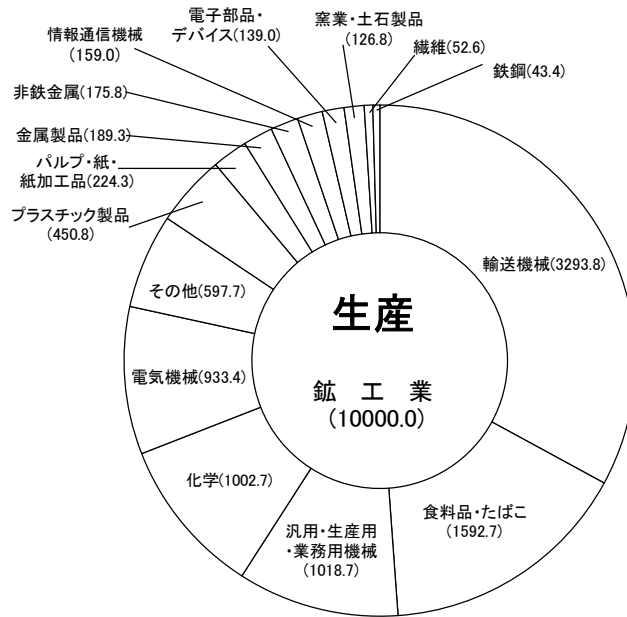 電子部品・
デバイス(139.0)
窯業・土石製品
(126.8)
情報通信機械
(159.0)
繊維(52.6)
鉄鋼(43.4)
非鉄金属(175.8)
金属製品(189.3)
パルプ・紙・
紙加工品(224.3)
プラスチック製品
(450.8)
輸送機械(3293.8)
その他(597.7)
生産
鉱 工 業
(10000.0)
電気機械(933.4)
化学(1002.7)
食料品・たばこ
(1592.7)
汎用・生産用
・業務用機械
(1018.7)